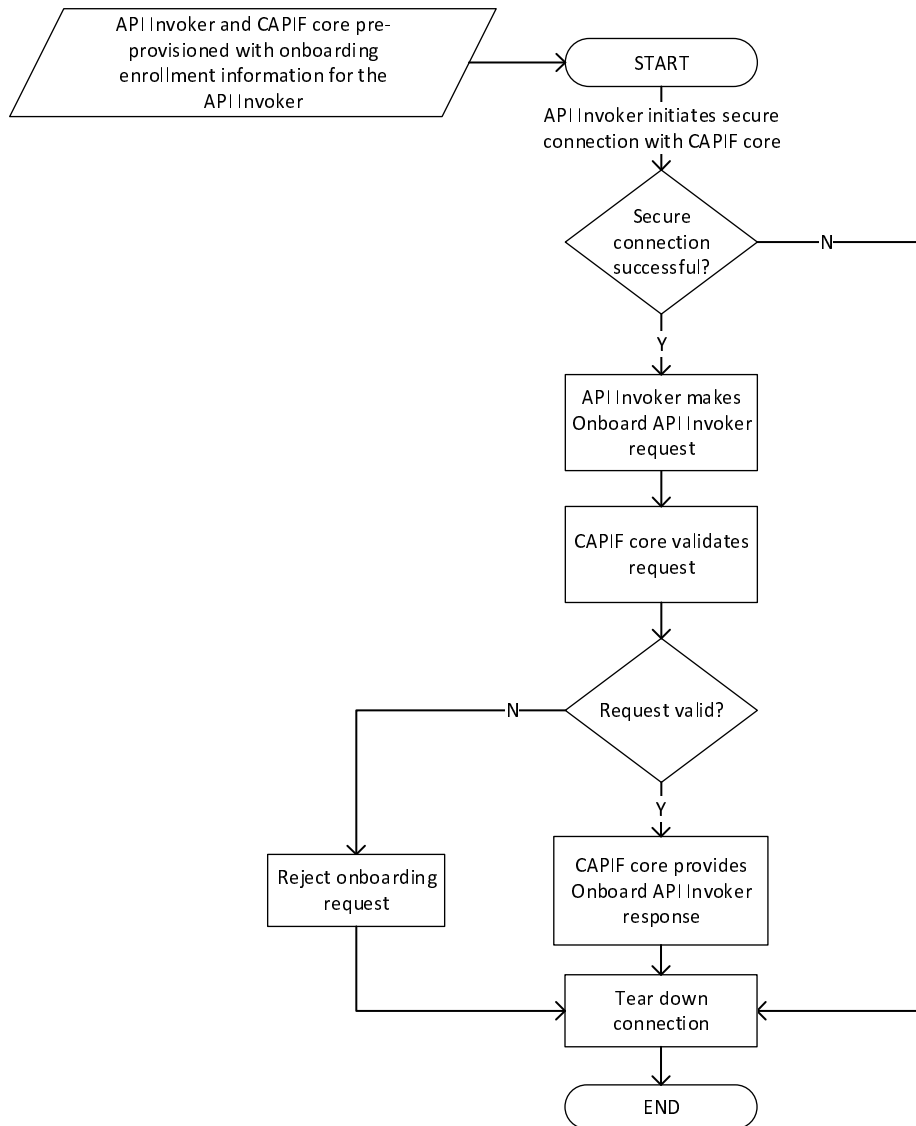 API Invoker and CAPIF core pre-
provisioned with onboarding
enrollment information for the
API Invoker
START
API Invoker initiates secure
connection with CAPIF core
Secure
connection
successful?
N
Y
API Invoker makes
Onboard API Invoker
request
CAPIF core validates
request
Request valid?
N
Y
Reject onboarding
request
CAPIF core provides
Onboard API Invoker
response
Tear down
connection
END